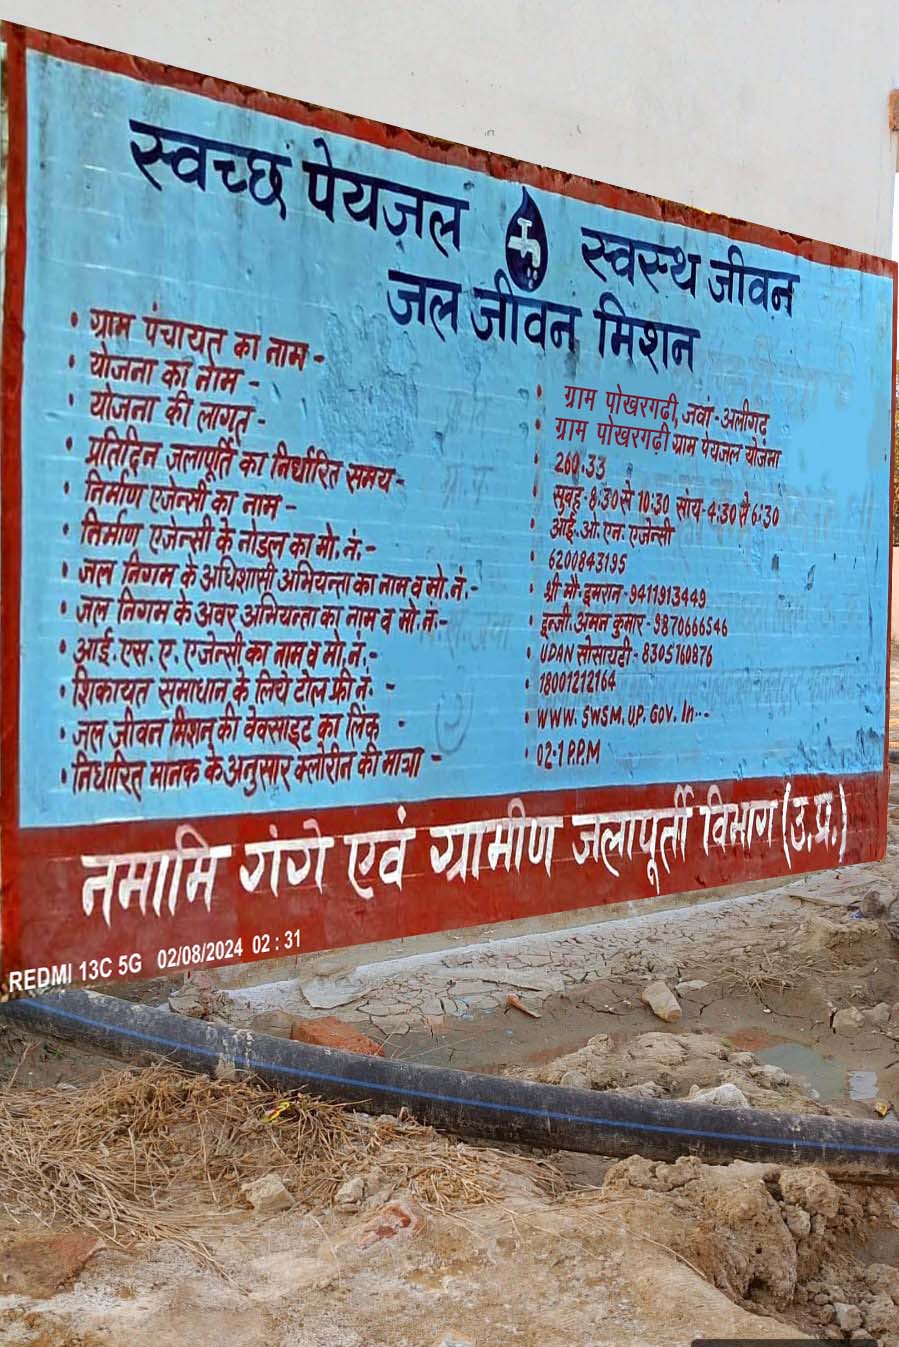 स्वच्छ पेयजल स्वस्थ जीवन
जल जीवन मिशन
• ग्राम पंचायत का नाम -
• योजना का नाम -
• योजना की लागत -
• प्रतिदिन जलापूर्ति का निर्धारित समय -
• निर्माण एजेन्सी का नाम -
• निर्माण एजेन्सी के नोडल का मो. नं.-
• जल निगम के अधिशासी अभियन्ता का नाम व मो. नं.-
• जल निगम के अवर अभियन्ता का नाम व मो. नं.-
• आई. एस. ए. एजेन्सी का नाम व मो. नं.-
• शिकायत समाधान के लिये टोल फ्री नं. -
• जल जीवन मिशन की वेवसाइट का लिंक -
• निर्धारित मानक के अनुसार क्लोरीन की मात्रा -
• ग्राम पोखरगढ़ी, जवां - अलीगढ़
• ग्राम पोखरगढ़ी ग्राम पेयजल योजना
• 260.33
• सुवह - 8:30 से 10:30 सांय - 4:30 से 6:30
• आई. ओ. एन. एजेन्सी
• 6200843195
• श्री मौ. इमरान - 9411913449
• इन्जी. अमन कुमार - 9870666546
• UDAN सोसायटी - 8305160876
• 18001212164
• WWW. SWSM. UP. GOV. In--
• 02-1 P.P.M
नमामि गंगे एवं ग्रामीण जलापूर्ती विभाग (उ.प्र.)
REDMI 13C 5G 02/08/2024 02:31